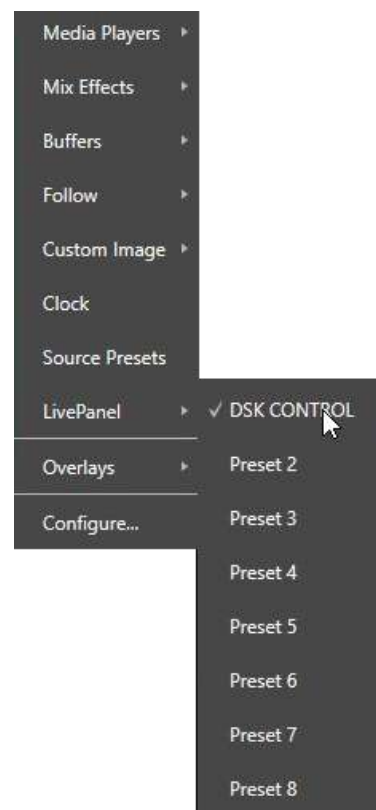 Media Players
Mix Effects
Buffers
Follow
Custom Image
Clock
Source Presets
LivePanel
Overlays
Configure...
✓ DSK CONTROL
Preset 2
Preset 3
Preset 4
Preset 5
Preset 6
Preset 7
Preset 8